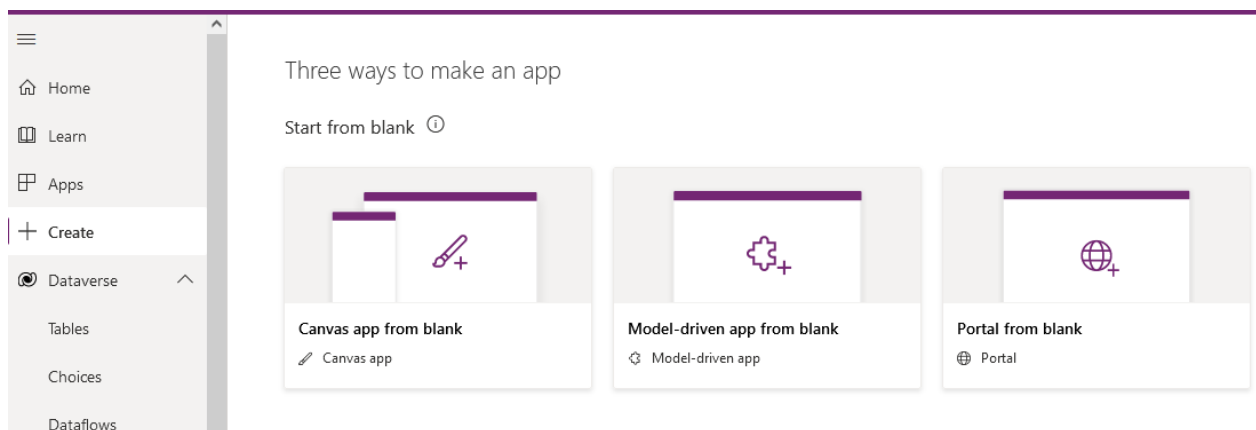 Home
Learn
Apps
Create
Dataverse
Tables
Choices
Dataflows
Three ways to make an app
Start from blank
Canvas app from blank
Canvas app
Model-driven app from blank
Model-driven app
Portal from blank
Portal